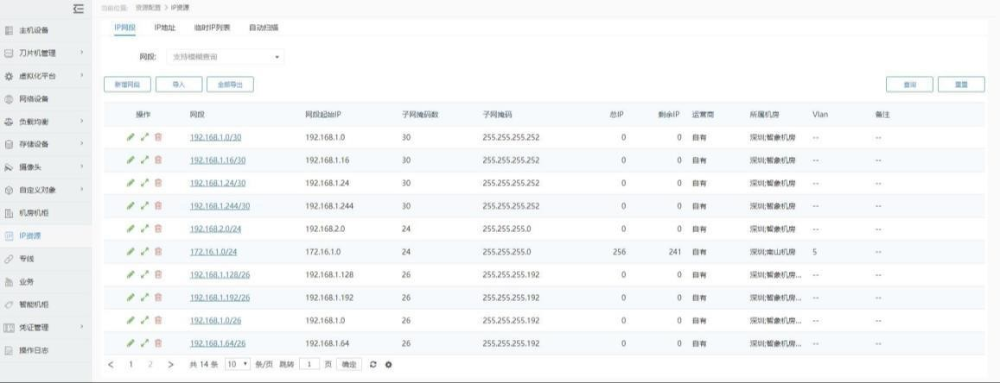 当前位置: 资源配置 > IP资源
主机设备
刀片机管理
虚拟化平台
网络设备
负载均衡
存储设备
摄像头
自定义对象
机房机柜
IP资源
专线
业务
智能机柜
凭证管理
操作日志
IP网段 IP地址 临时IP列表 自动扫描
网段: 支持模糊查询
新增网段 导入 全部导出 查询 重置
操作 网段 网段起始IP 子网掩码数 子网掩码 总IP 剩余IP 运营商 所属机房 Vlan 备注
192.168.1.0/30 192.168.1.0 30 255.255.255.252 0 0 自有 深圳;智象机房 -- --
192.168.1.16/30 192.168.1.16 30 255.255.255.252 0 0 自有 深圳;智象机房 -- --
192.168.1.24/30 192.168.1.24 30 255.255.255.252 0 0 自有 深圳;智象机房 -- --
192.168.1.244/30 192.168.1.244 30 255.255.255.252 0 0 自有 深圳;智象机房 -- --
192.168.2.0/24 192.168.2.0 24 255.255.255.0 0 0 自有 深圳;智象机房 -- --
172.16.1.0/24 172.16.1.0 24 255.255.255.0 256 241 自有 深圳;南山机房 5 --
192.168.1.128/26 192.168.1.128 26 255.255.255.192 0 0 自有 深圳;智象机房... -- --
192.168.1.192/26 192.168.1.192 26 255.255.255.192 0 0 自有 深圳;智象机房... -- --
192.168.1.0/26 192.168.1.0 26 255.255.255.192 0 0 自有 深圳;智象机房... -- --
192.168.1.64/26 192.168.1.64 26 255.255.255.192 0 0 自有 深圳;智象机房... -- --
< 1 2 > 共 14 条 10 条/页 跳转 1 页 确定